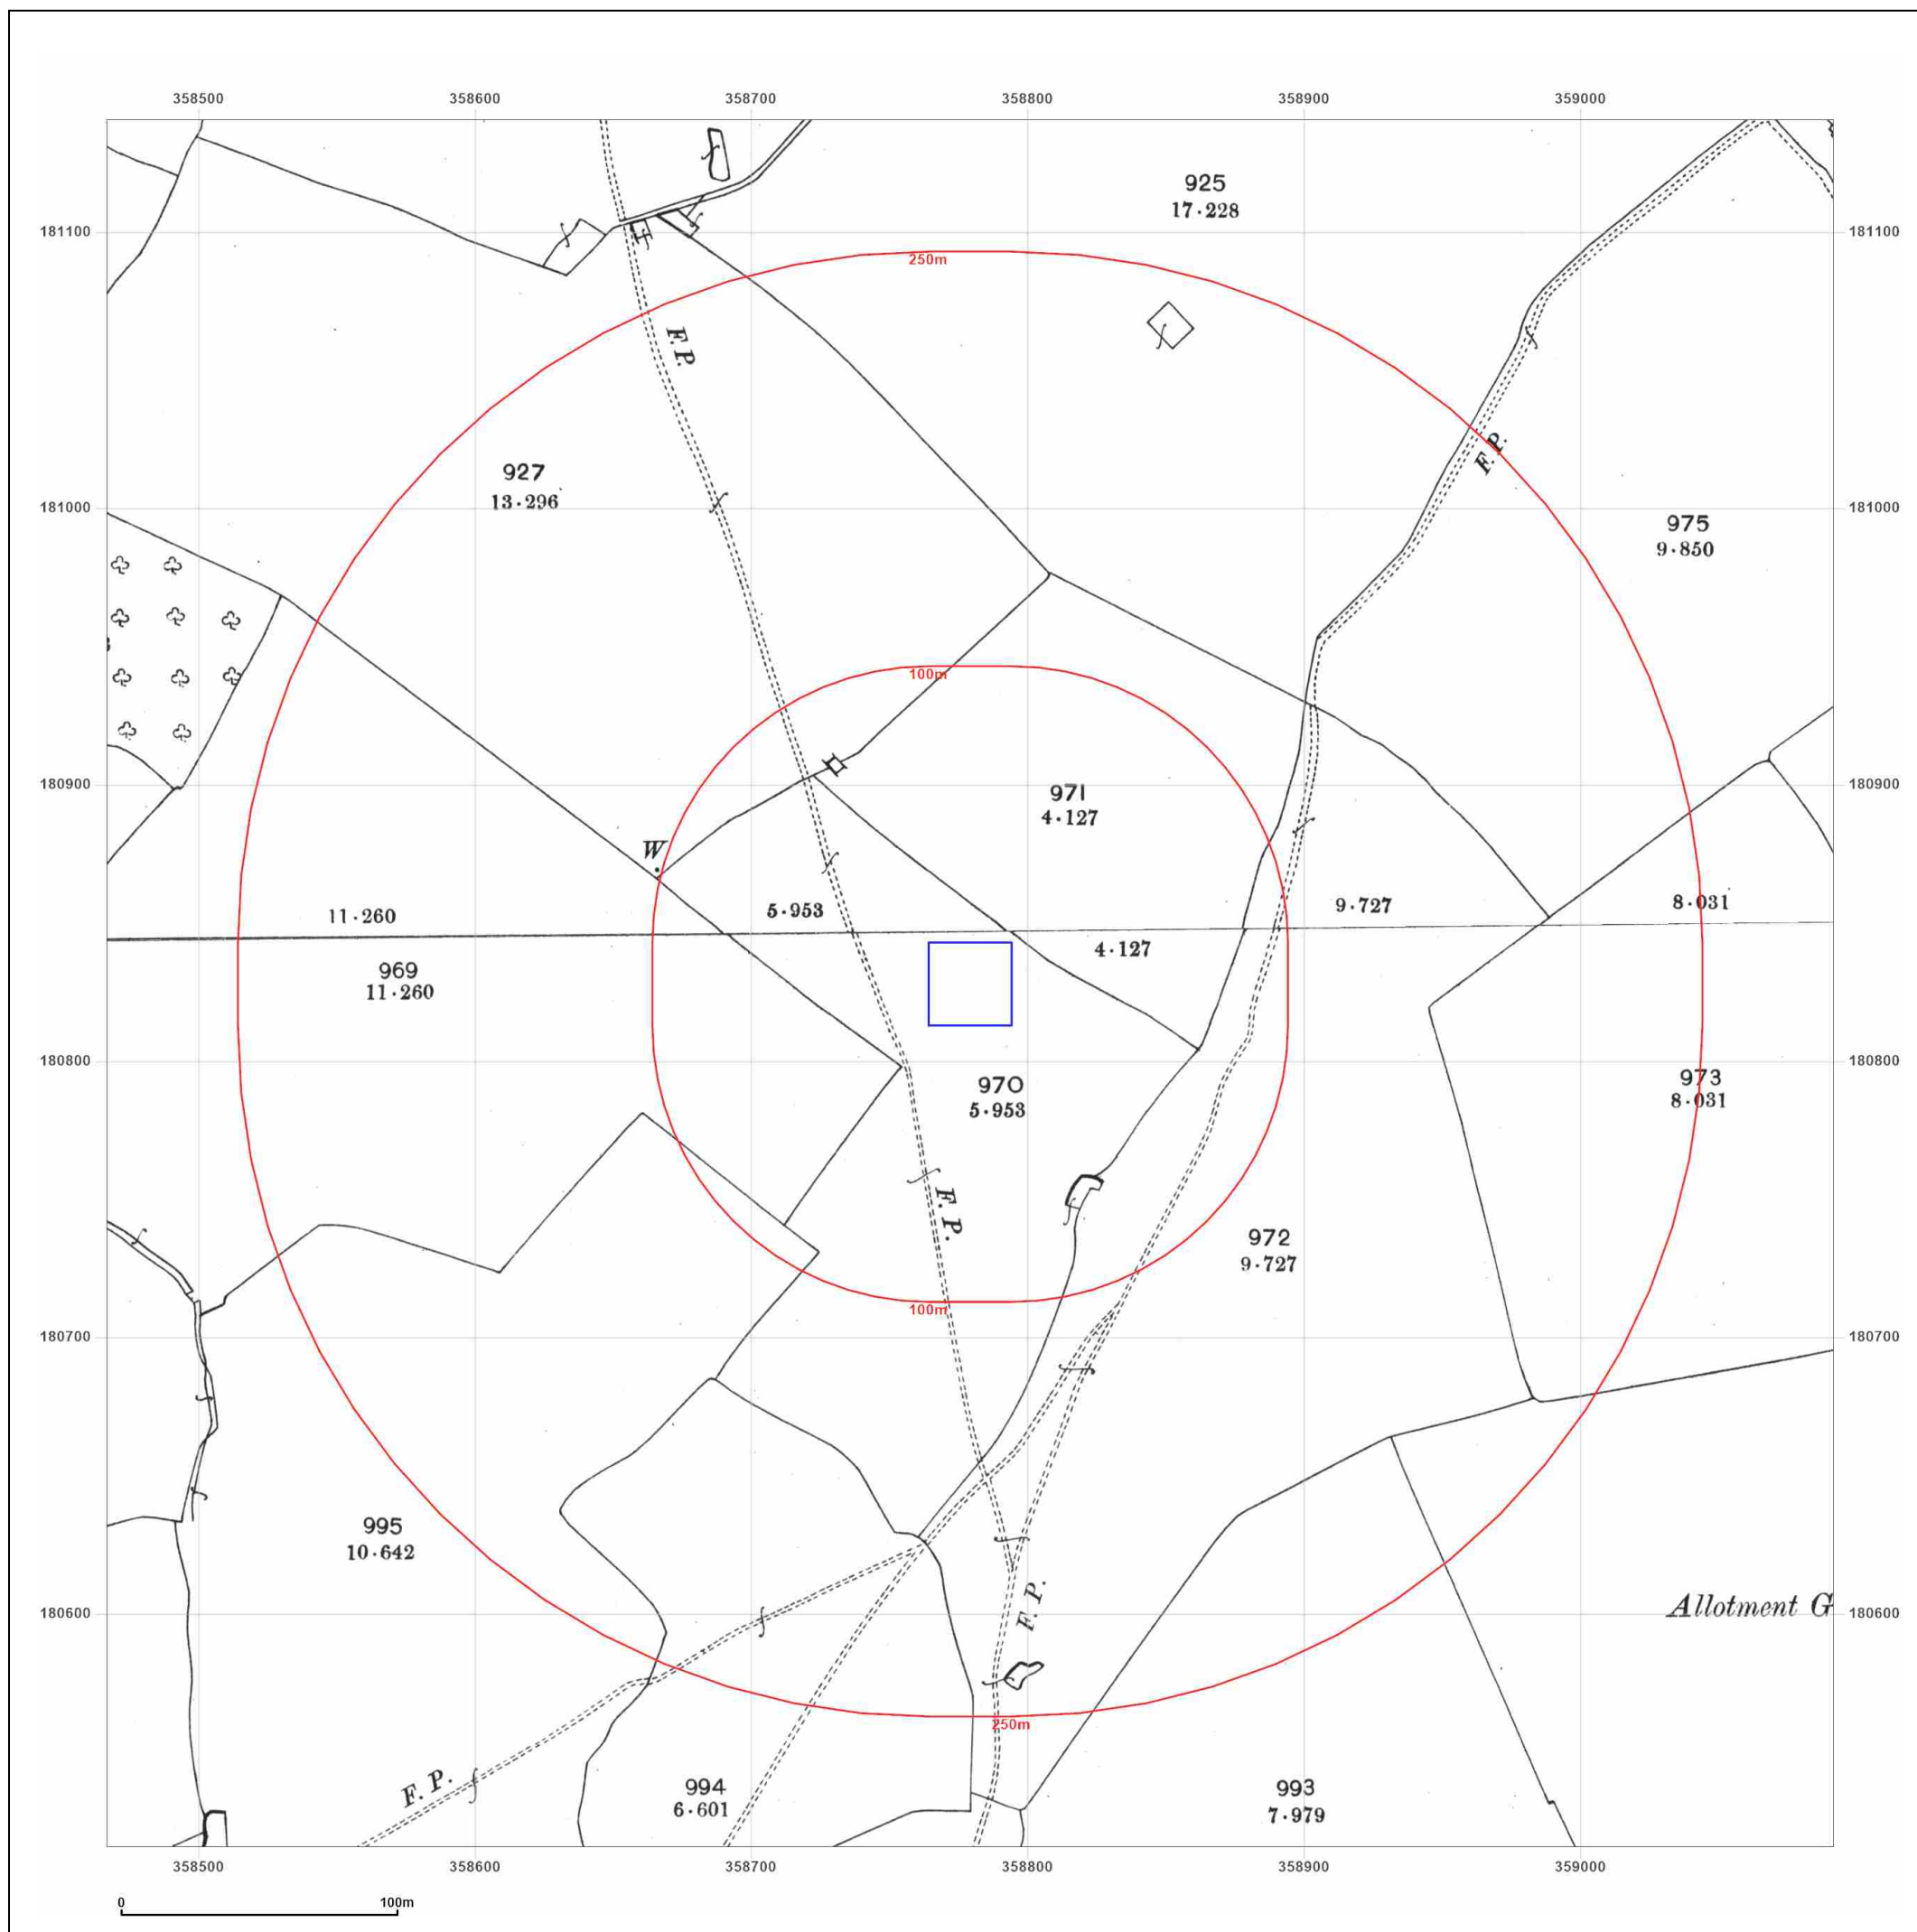 358500 358600 358700 358800 358900 359000
925
17·228
181100 181100
250m
F.P.
F. P.
927
13·296
181000 181000
975
9·850
100m
180900 180900
971
4·127
W
5·953
9·727
8·031
11·260
4·127
969
11·260
180800 180800
970
5·953
973
8·031
F. P.
972
9·727
100m
180700 180700
995
10·642
F. P.
180600 180600
Allotment G
250m
F. P.
994
6·601
993
7·979
358500 358600 358700 358800 358900 359000
0 100m